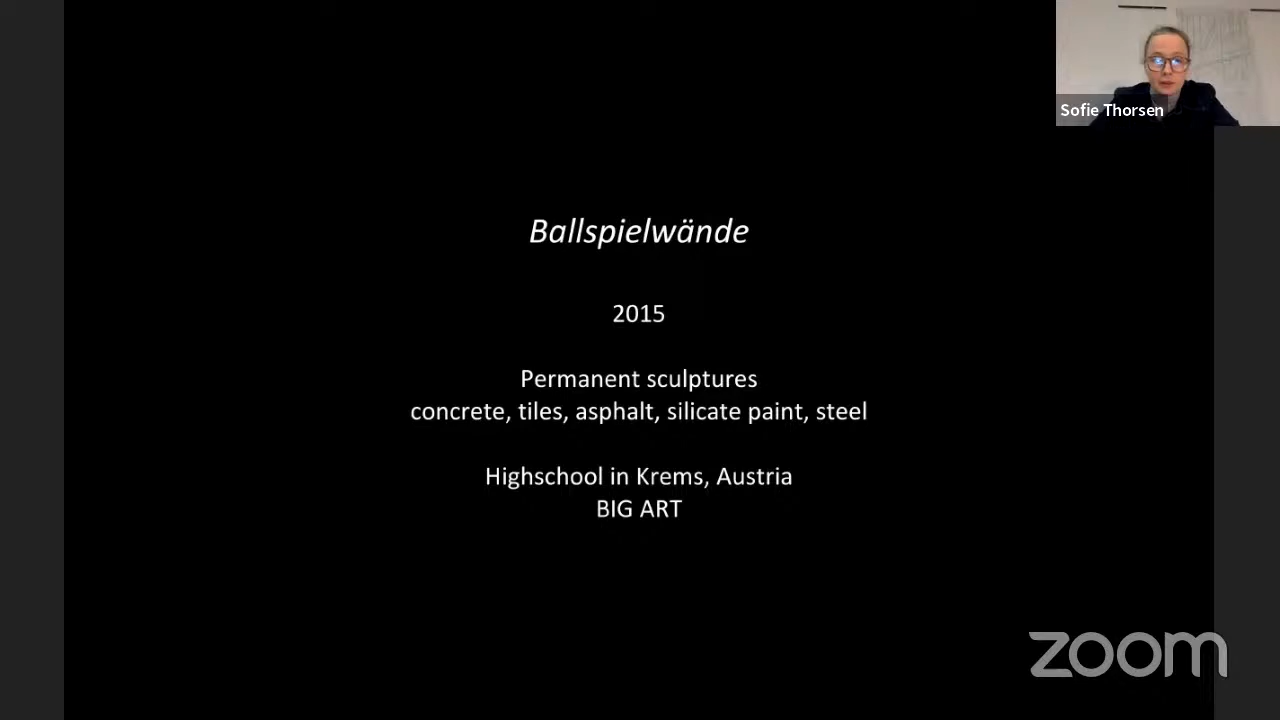 Sofie Thorsen
Ballspielwände
2015
Permanent sculptures
concrete, tiles, asphalt, silicate paint, steel
Highschool in Krems, Austria
BIG ART
zoom